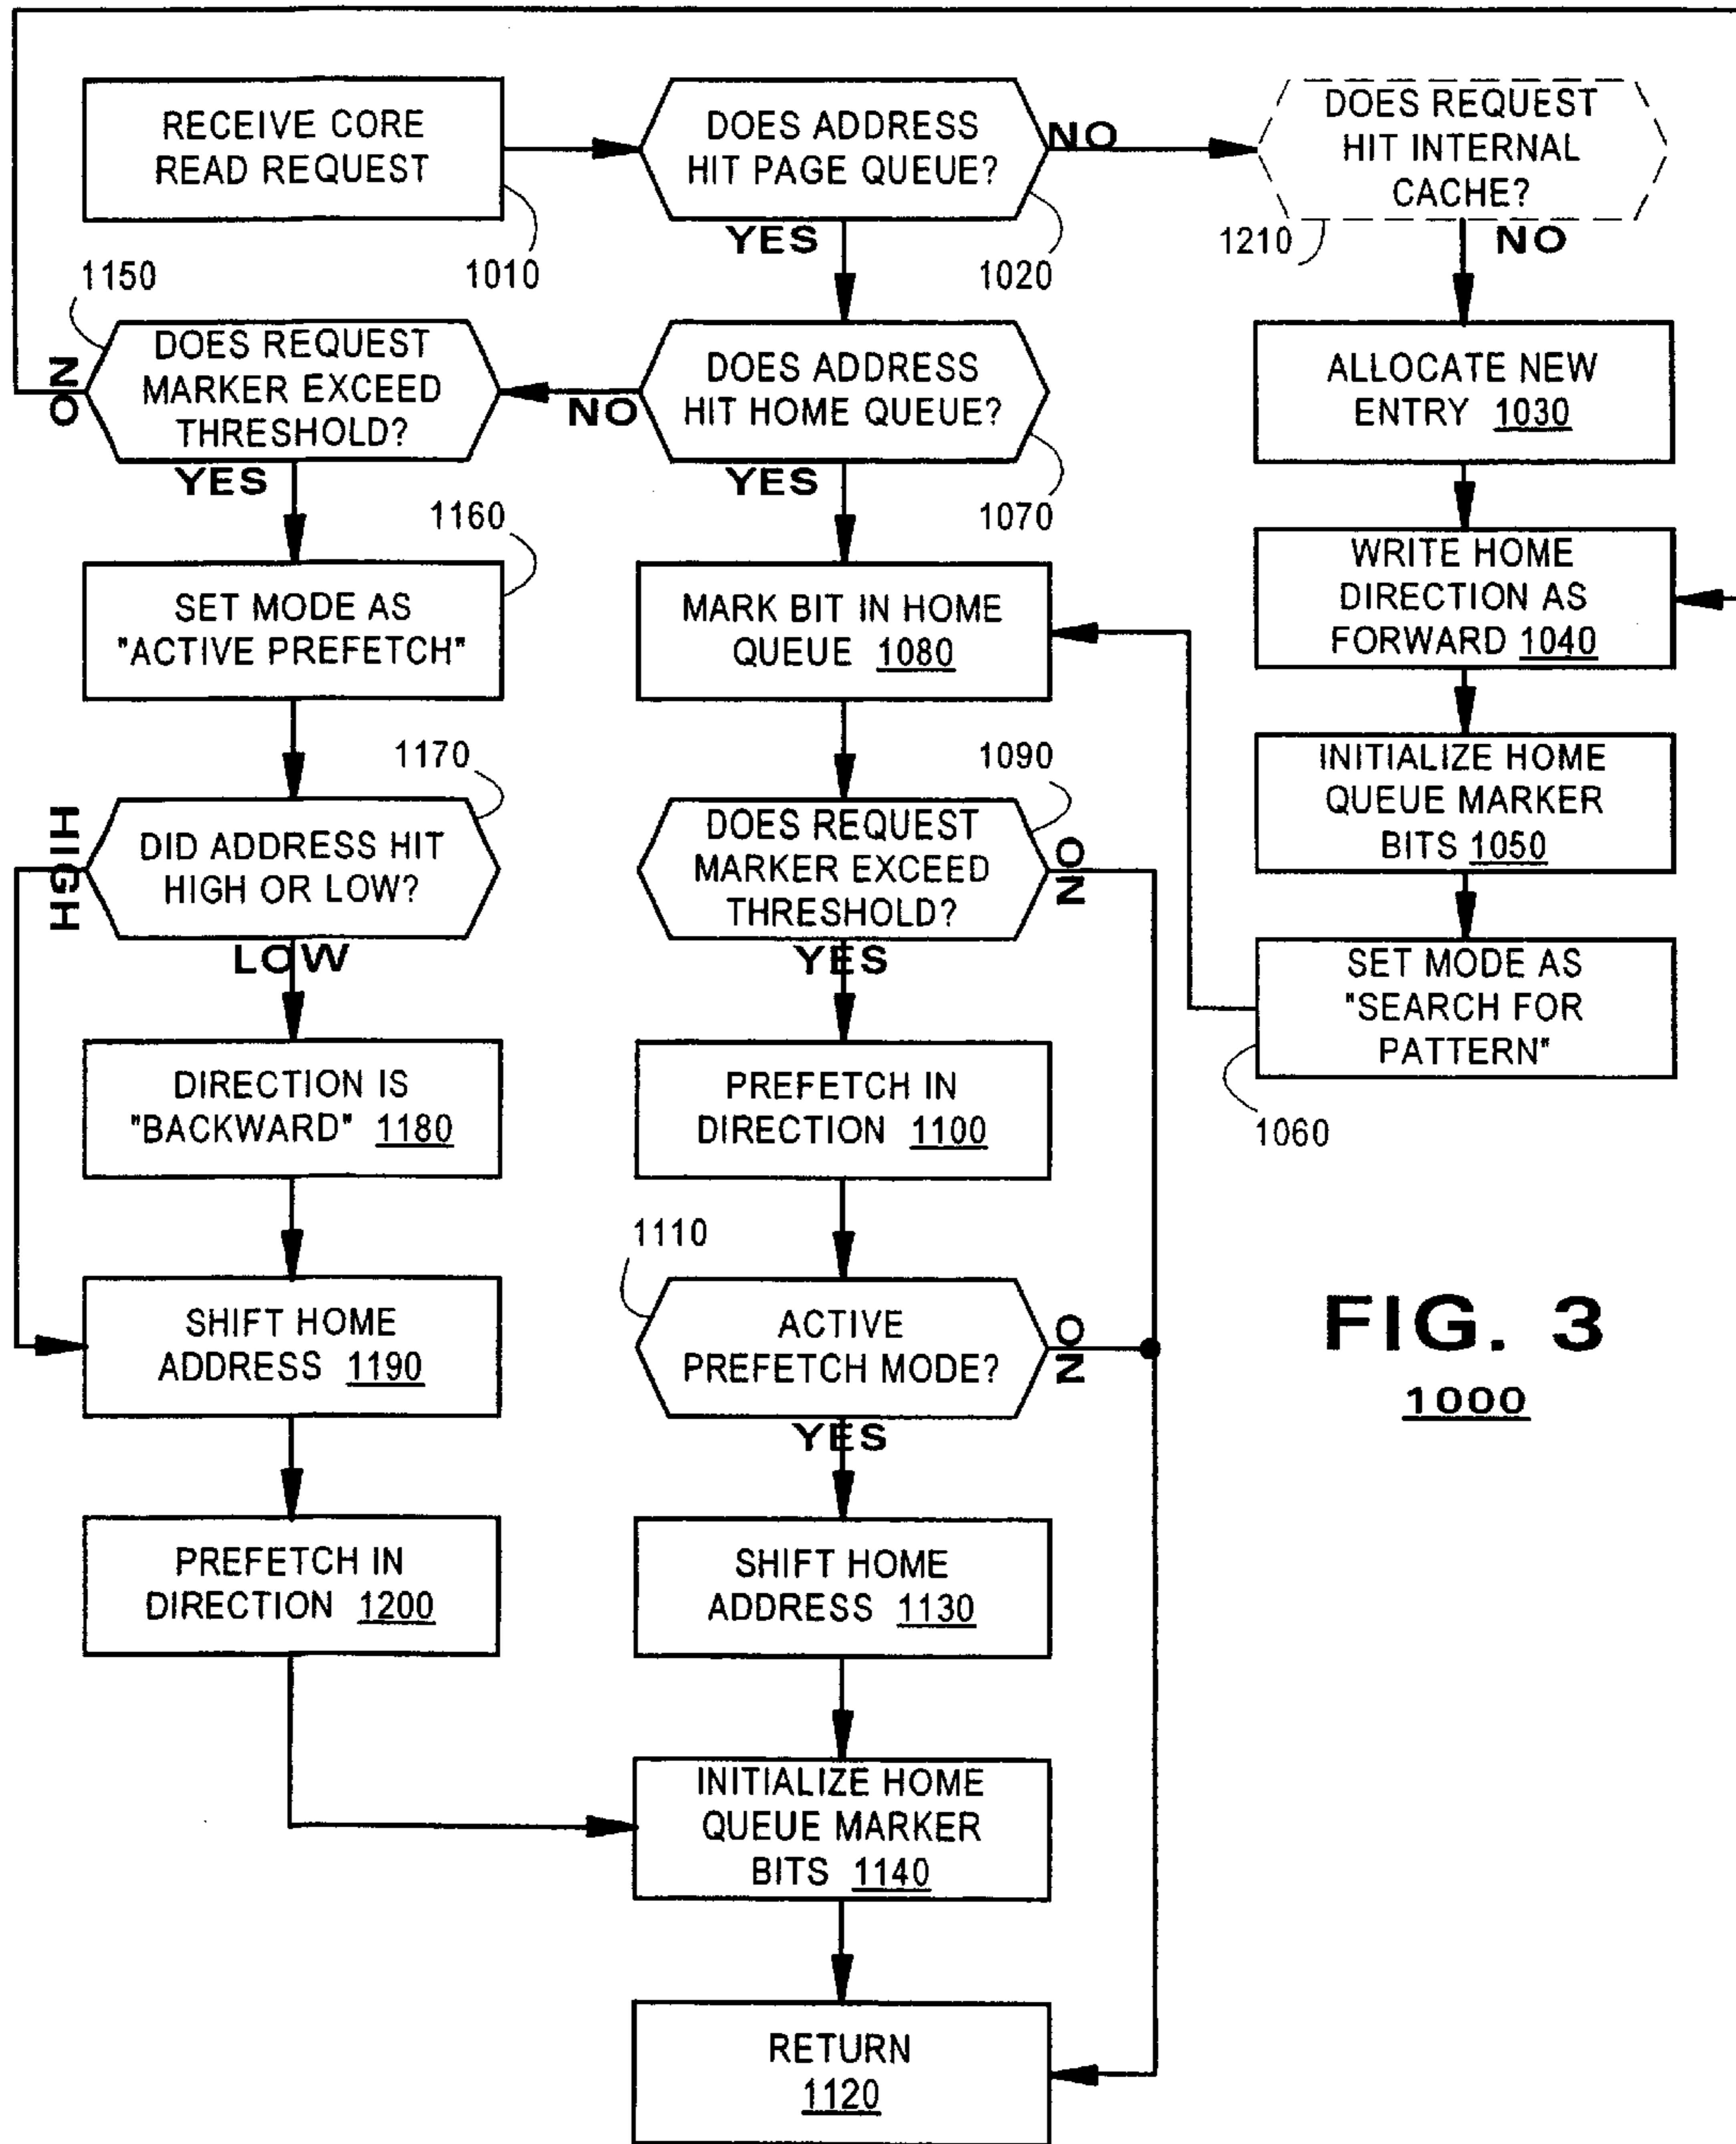 RECEIVE CORE
READ REQUEST
1010
DOES ADDRESS
HIT PAGE QUEUE?
1020
NO
YES
DOES REQUEST
HIT INTERNAL
CACHE?
1210
NO
1150
DOES REQUEST
MARKER EXCEED
THRESHOLD?
NO
YES
DOES ADDRESS
HIT HOME QUEUE?
NO
YES
1070
ALLOCATE NEW
ENTRY 1030
1160
SET MODE AS
"ACTIVE PREFETCH"
MARK BIT IN HOME
QUEUE 1080
WRITE HOME
DIRECTION AS
FORWARD 1040
1170
DID ADDRESS HIT
HIGH OR LOW?
HIGH
LOW
1090
DOES REQUEST
MARKER EXCEED
THRESHOLD?
NO
YES
INITIALIZE HOME
QUEUE MARKER
BITS 1050
SET MODE AS
"SEARCH FOR
PATTERN"
1060
DIRECTION IS
"BACKWARD" 1180
PREFETCH IN
DIRECTION 1100
1110
SHIFT HOME
ADDRESS 1190
ACTIVE
PREFETCH MODE?
NO
YES
FIG. 3
1000
PREFETCH IN
DIRECTION 1200
SHIFT HOME
ADDRESS 1130
INITIALIZE HOME
QUEUE MARKER
BITS 1140
RETURN
1120